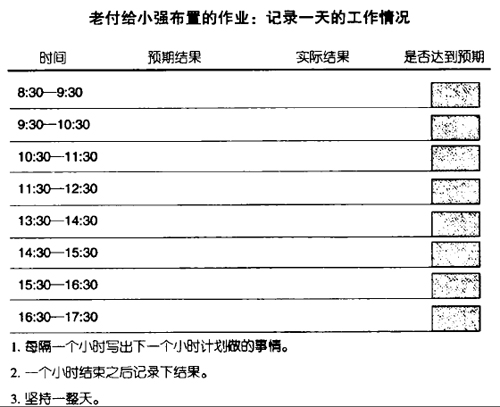 老付给小强布置的作业：记录一天的工作情况
时间 预期结果 实际结果 是否达到预期
8:30—9:30
9:30—10:30
10:30—11:30
11:30—12:30
13:30—14:30
14:30—15:30
15:30—16:30
16:30—17:30
1. 每隔一个小时写出下一个小时计划做的事情。
2. 一个小时结束之后记录下结果。
3. 坚持一整天。